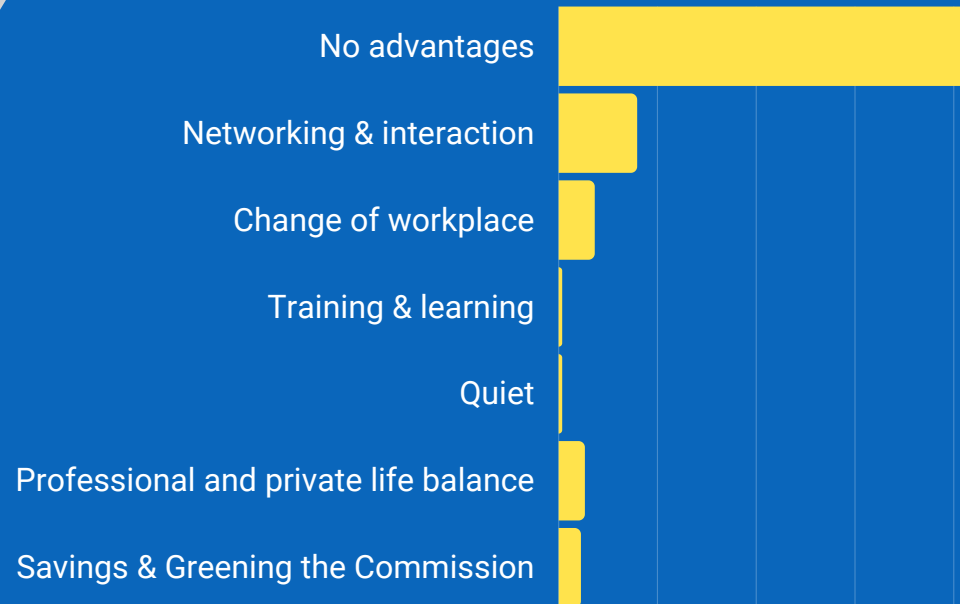 No advantages
Networking & interaction
Change of workplace
Training & learning
Quiet
Professional and private life balance
Savings & Greening the Commission